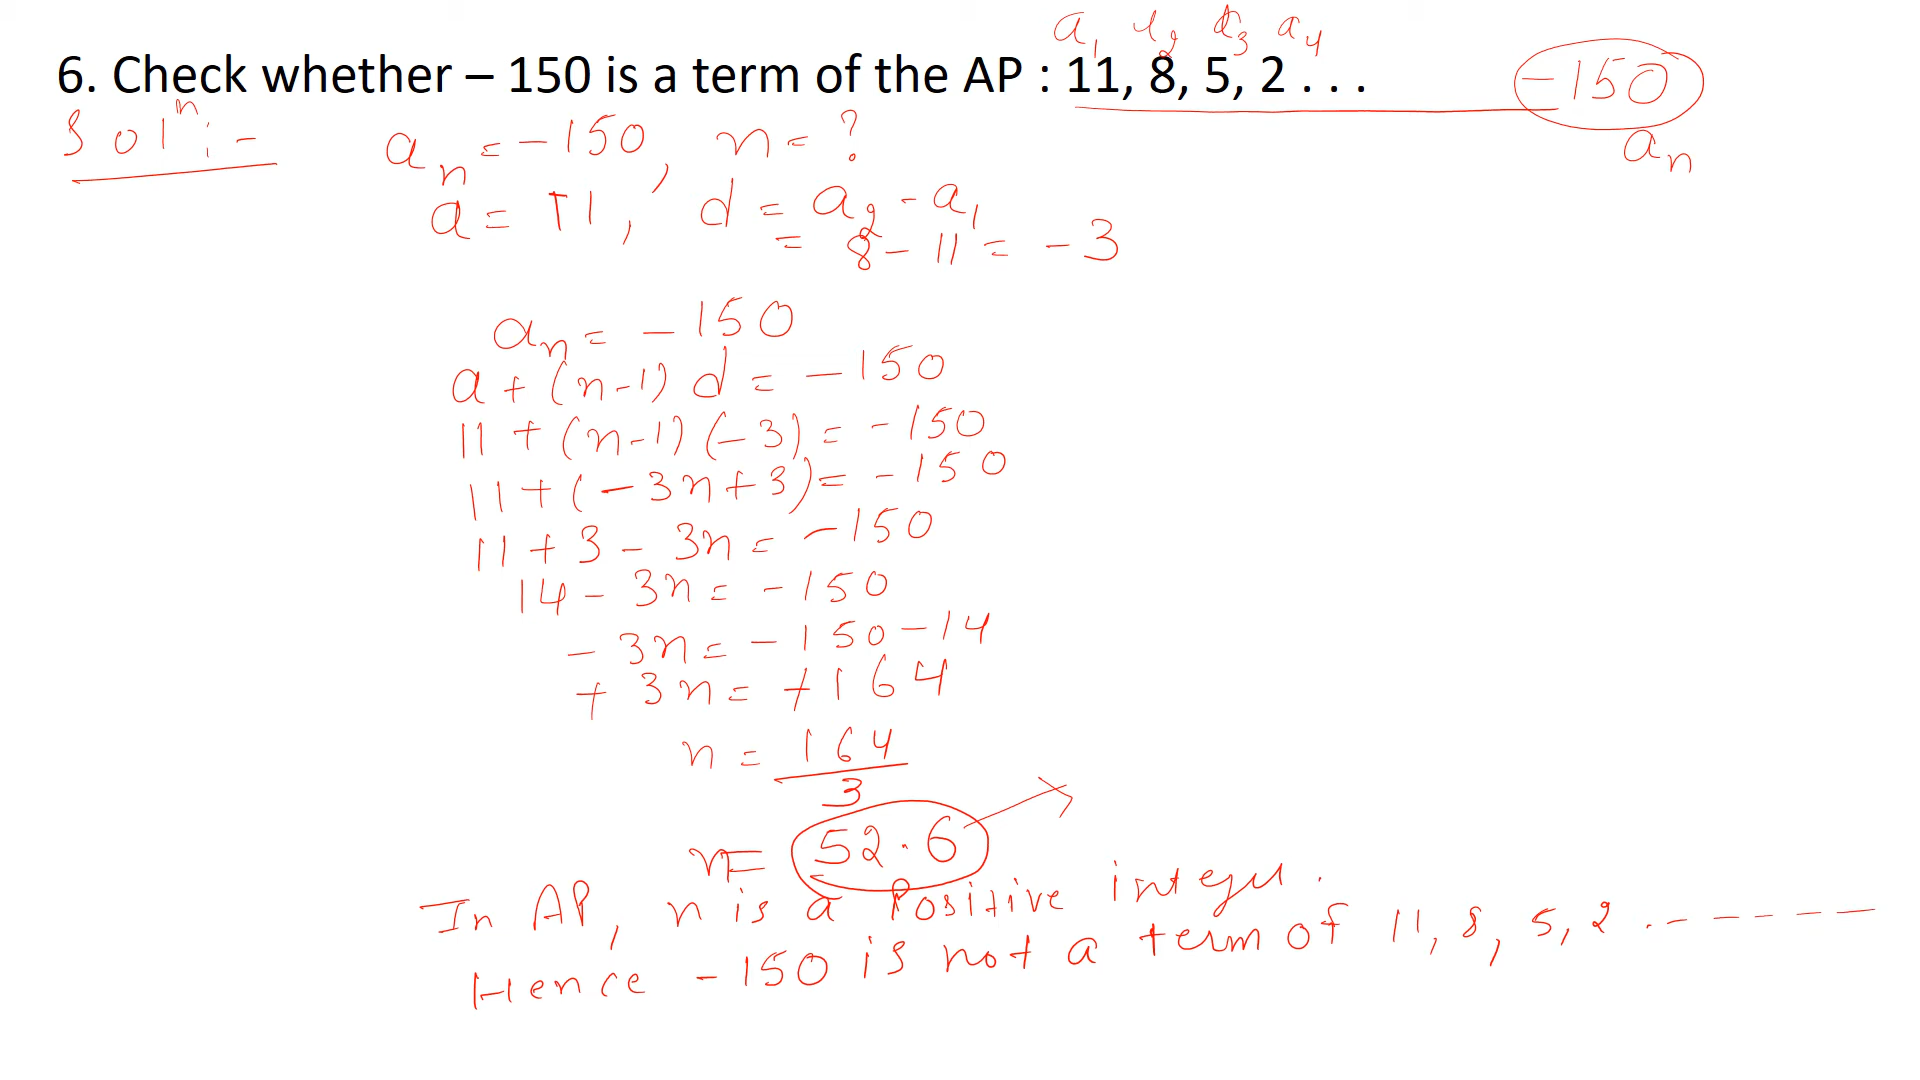 a₁ a₂ a₃ a₄
6. Check whether – 150 is a term of the AP : 11, 8, 5, 2 . . . -150
aₙ
Solⁿ:- aₙ = -150, n = ?
a = 11, d = a₂ - a₁
= 8 - 11 = -3
aₙ = -150
a + (n-1) d = -150
11 + (n-1) (-3) = -150
11 + (-3n+3) = -150
11 + 3 - 3n = -150
14 - 3n = -150
-3n = -150 - 14
+3n = +164
n = 164/3
n = 52.6
In AP, n is a Positive integer.
Hence -150 is not a term of 11, 8, 5, 2 . - - - - -